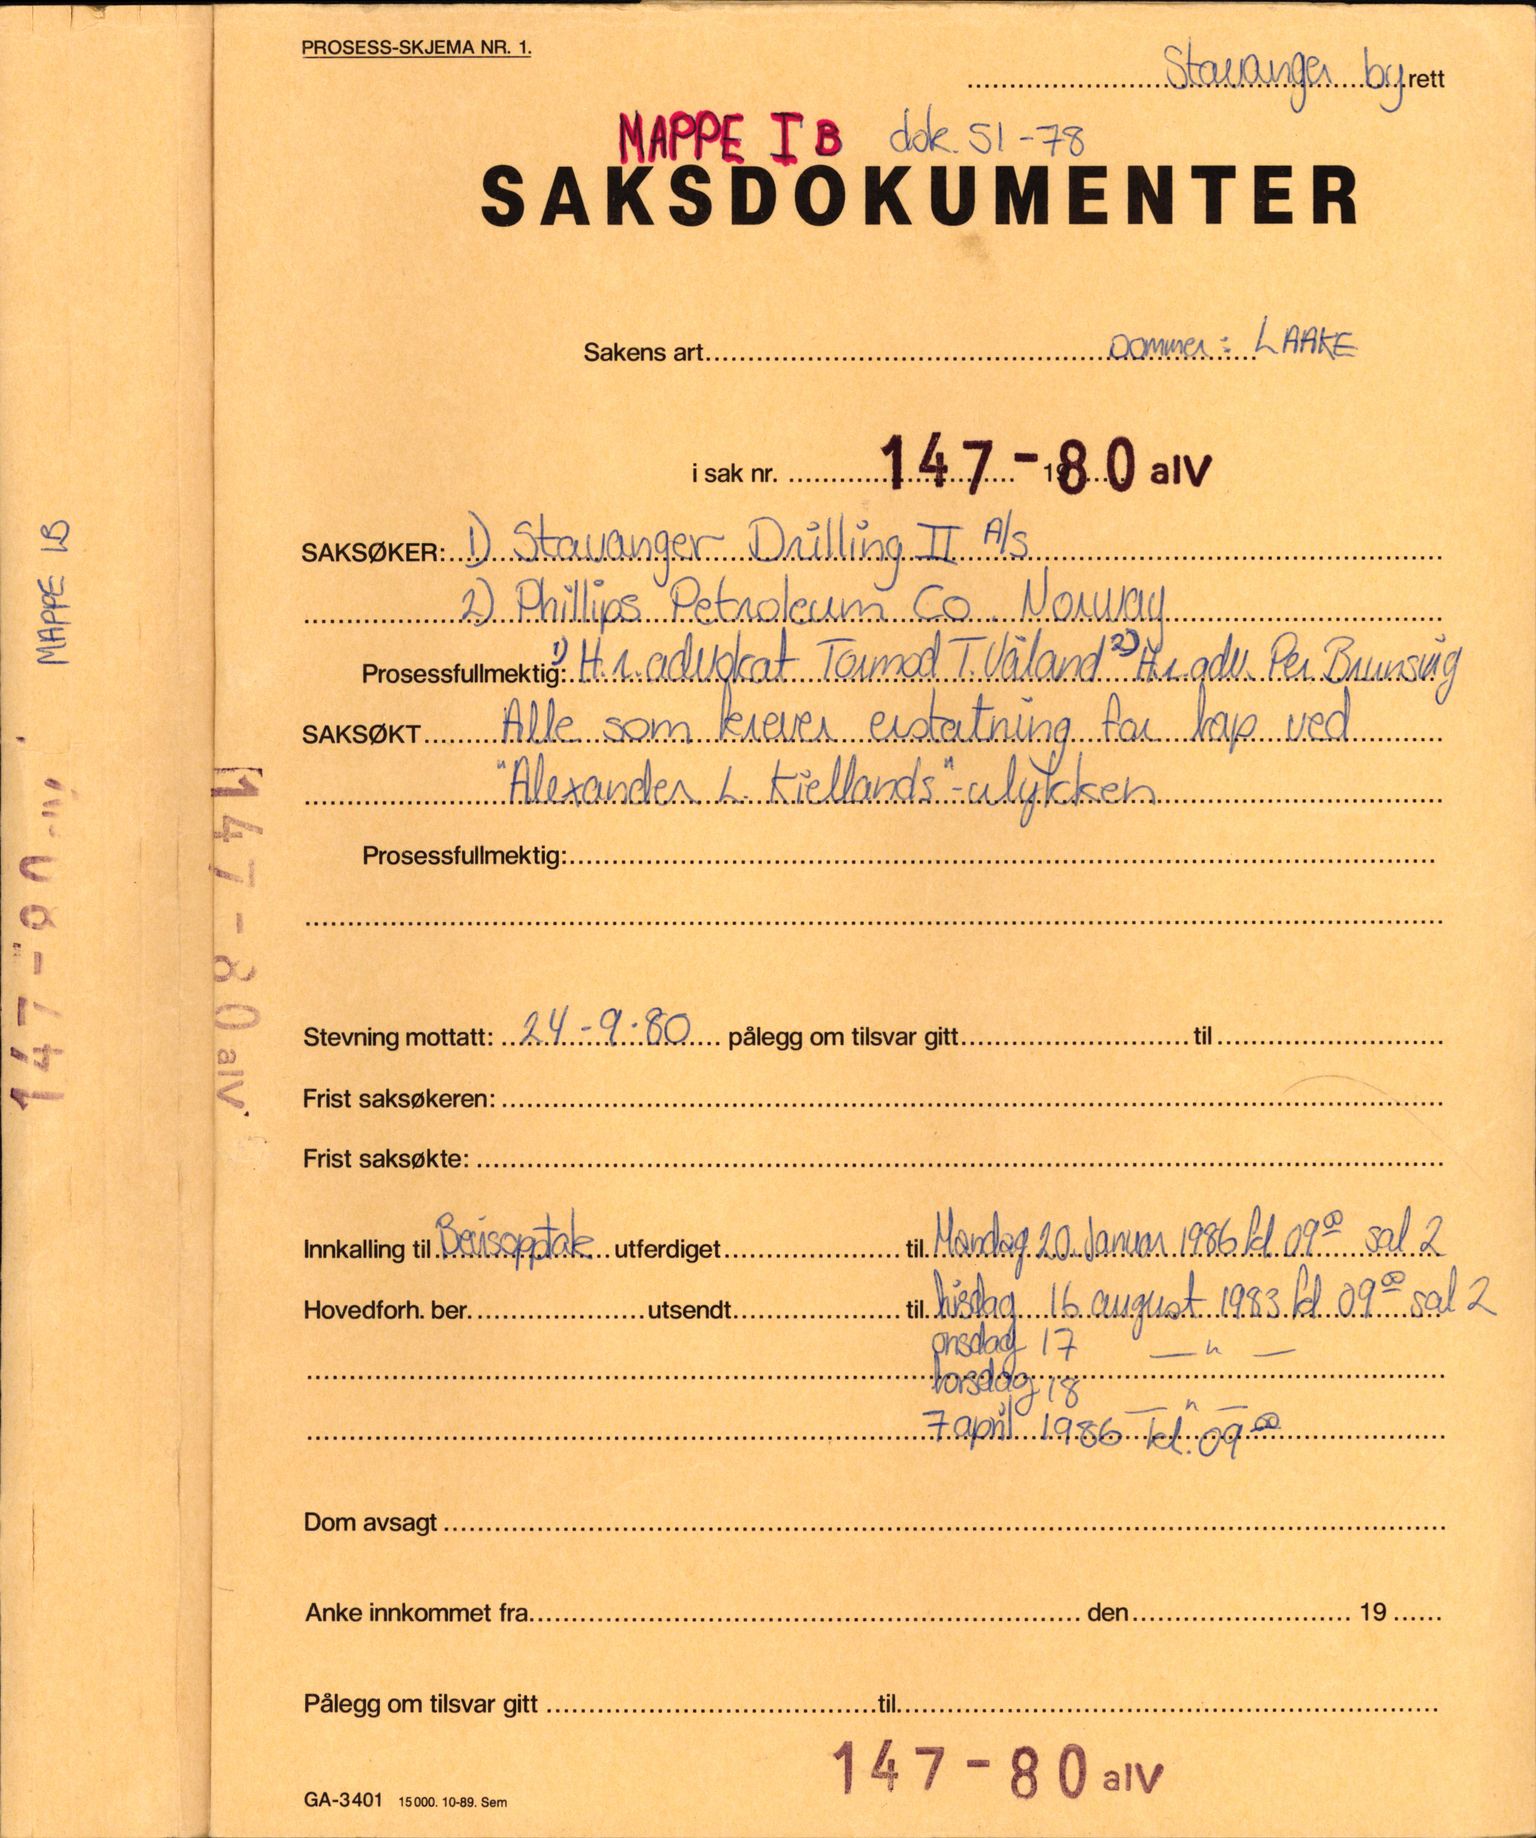 PROSESS-SKJEMA NR. 1.
Stavanger by rett
MAPPE I B dok. 51-78
SAKSDOKUMENTER
Sakens art Dommer: LAAKE
i sak nr. 147-80 aIV
SAKSØKER: 1) Stavanger Drilling II A/s
2) Phillips Petroleum Co. Norway
Prosessfullmektig: 1) H.r.advokat Tormod T. Våland 2) H.r.adv. Per Brunsvig
SAKSØKT Alle som krever erstatning for tap ved
"Alexander L. Kiellands"-ulykken
Prosessfullmektig:
Stevning mottatt: 24-9-80 pålegg om tilsvar gitt til
Frist saksøkeren:
Frist saksøkte:
Innkalling til Bevisopptak utferdiget til Mandag 20. Januar 1986 kl 09⁰⁰ sal 2
Hovedforh. ber. utsendt til tirsdag 16 august 1983 kl 09⁰⁰ sal 2
onsdag 17 — " —
torsdag 18 — " —
7 april 1986 kl. 09⁰⁰
Dom avsagt
Anke innkommet fra den 19
Pålegg om tilsvar gitt til
147-80 aIV
GA-3401 15 000. 10-89. Sem
MAPPE I B
147-80 aIV
147-80 aIV